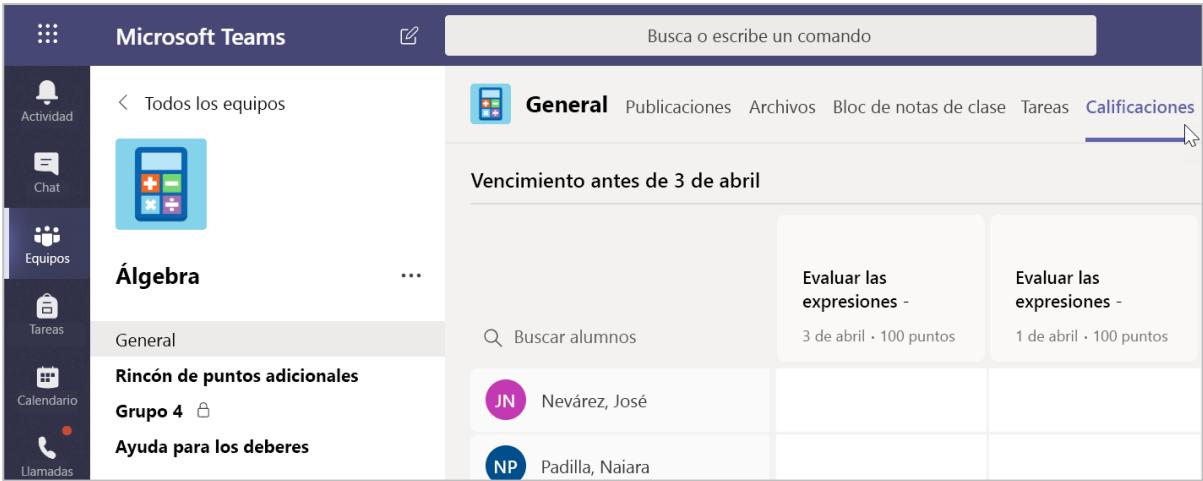 Microsoft Teams
Busca o escribe un comando
Actividad
Chat
Equipos
Tareas
Calendario
Llamadas
Todos los equipos
Álgebra
General
Rincón de puntos adicionales
Grupo 4
Ayuda para los deberes
General Publicaciones Archivos Bloc de notas de clase Tareas Calificaciones
Vencimiento antes de 3 de abril
Buscar alumnos
Evaluar las
expresiones -
3 de abril · 100 puntos
Evaluar las
expresiones -
1 de abril · 100 puntos
JN Nevárez, José
NP Padilla, Naiara